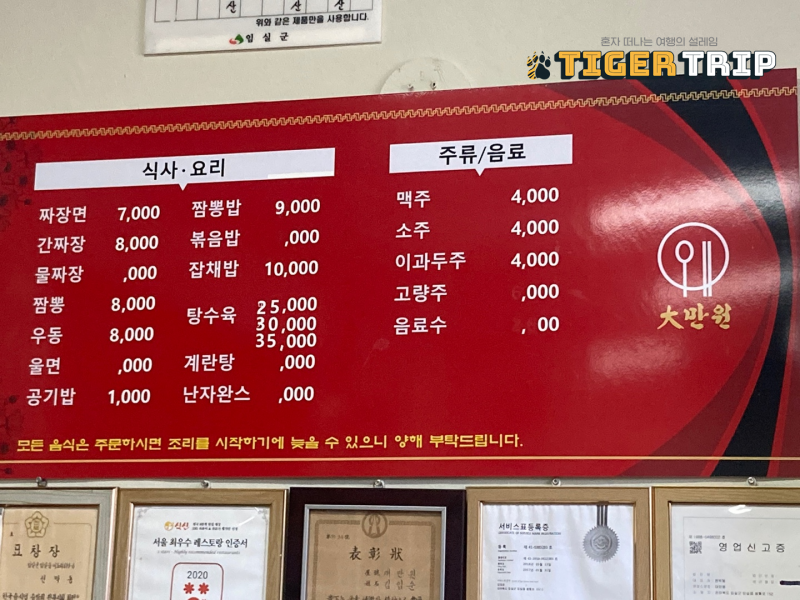 산 산 산
위와 같은 제품만을 사용합니다.
임실군
혼자 떠나는 여행의 설레임
TIGERTRIP
식사·요리
짜장면 7,000
간짜장 8,000
물짜장 ,000
짬뽕 8,000
우동 8,000
울면 ,000
공기밥 1,000
짬뽕밥 9,000
볶음밥 ,000
잡채밥 10,000
탕수육 25,000
30,000
35,000
계란탕 ,000
난자완스 ,000
주류/음료
맥주 4,000
소주 4,000
이과두주 4,000
고량주 ,000
음료수 , 00
大만원
모든 음식은 주문하시면 조리를 시작하기에 늦을 수 있으니 양해 부탁드립니다.
표창장
식신
서울 최우수 레스토랑 인증서
2020
表彰狀
서비스표등록증
영업신고증